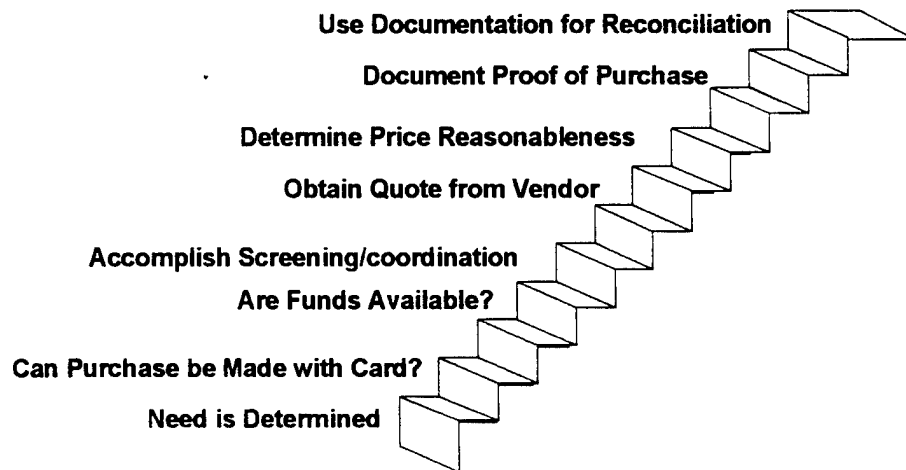 Use Documentation for Reconciliation
Document Proof of Purchase
Determine Price Reasonableness
Obtain Quote from Vendor
Accomplish Screening/coordination
Are Funds Available?
Can Purchase be Made with Card?
Need is Determined